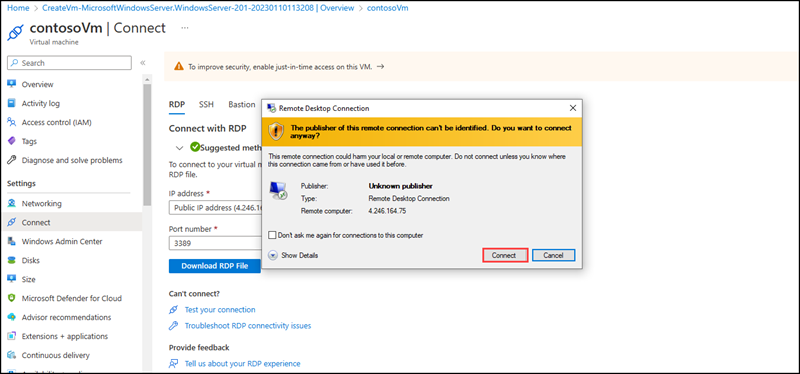 Home > CreateVm-MicrosoftWindowsServer.WindowsServer-201-20230110113208 | Overview > contosoVm
contosoVm | Connect ...
Virtual machine
Search
«
Overview
Activity log
Access control (IAM)
Tags
Diagnose and solve problems
Settings
Networking
Connect
Windows Admin Center
Disks
Size
Microsoft Defender for Cloud
Advisor recommendations
Extensions + applications
Continuous delivery
To improve security, enable just-in-time access on this VM. →
RDP SSH Bastion
Connect with RDP
Suggested meth
To connect to your virtual m
RDP file.
IP address *
Public IP address (4.246.16
Port number *
3389
Download RDP File
Can't connect?
Test your connection
Troubleshoot RDP connectivity issues
Provide feedback
Tell us about your RDP experience
Remote Desktop Connection
The publisher of this remote connection can't be identified. Do you want to connect
anyway?
This remote connection could harm your local or remote computer. Do not connect unless you know where
this connection came from or have used it before.
Publisher: Unknown publisher
Type: Remote Desktop Connection
Remote computer: 4.246.164.75
Don't ask me again for connections to this computer
Show Details
Connect
Cancel